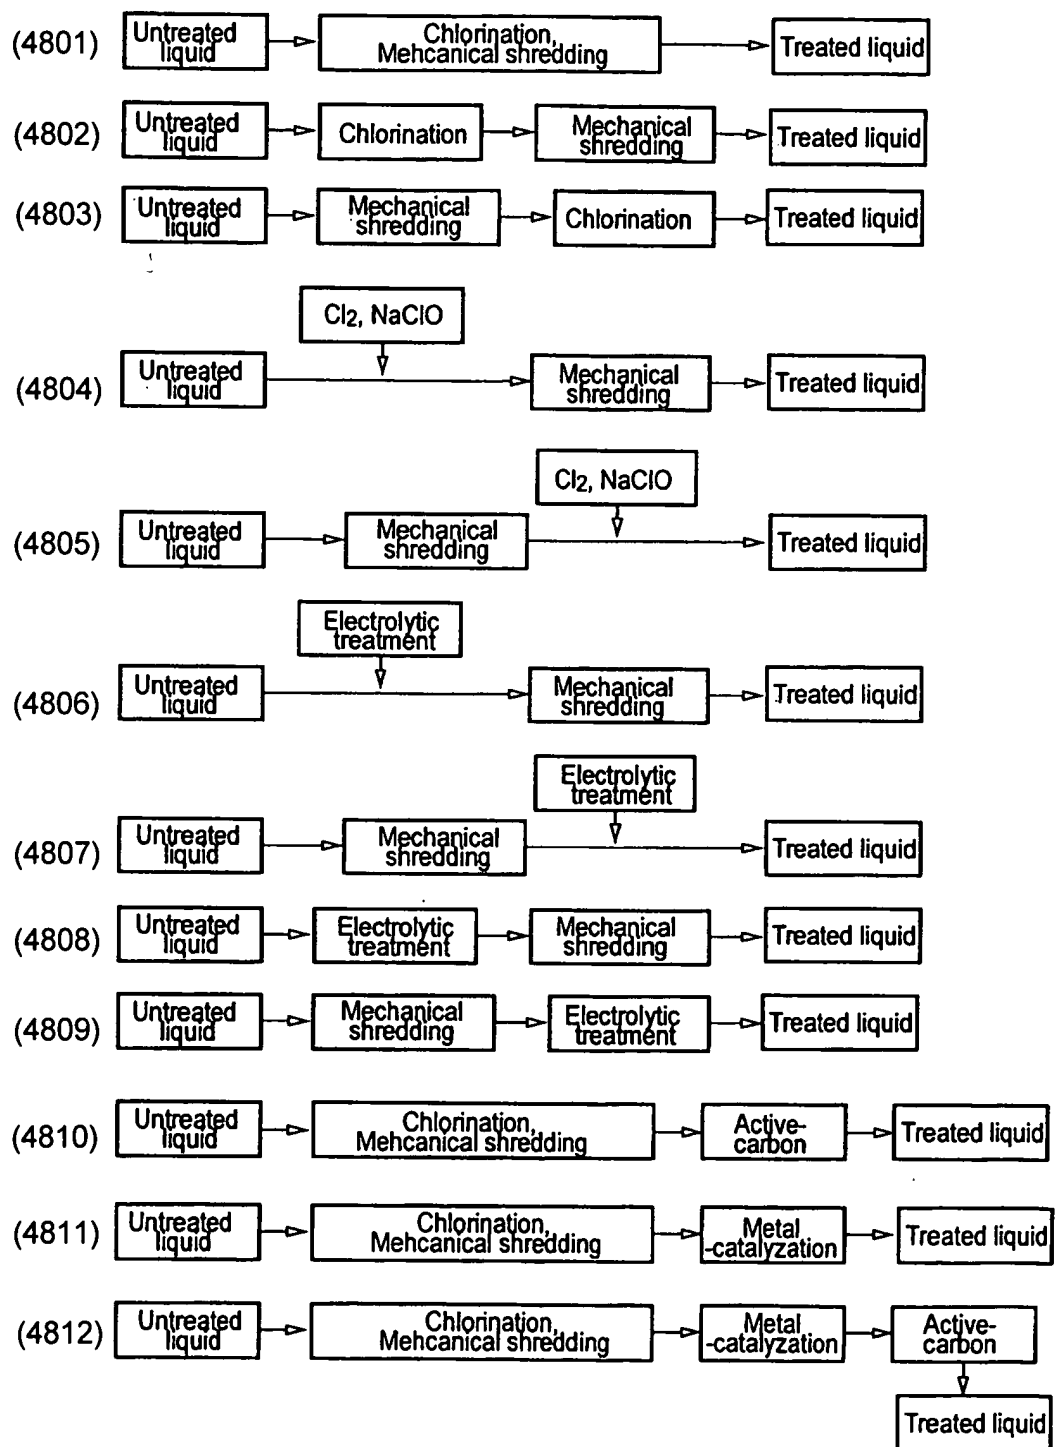 (4801)
Untreated
liquid
Chlorination,
Mehcanical shredding
Treated liquid
(4802)
Untreated
liquid
Chlorination
Mechanical
shredding
Treated liquid
(4803)
Untreated
liquid
Mechanical
shredding
Chlorination
Treated liquid
Cl2, NaClO
(4804)
Untreated
liquid
Mechanical
shredding
Treated liquid
Cl2, NaClO
(4805)
Untreated
liquid
Mechanical
shredding
Treated liquid
Electrolytic
treatment
(4806)
Untreated
liquid
Mechanical
shredding
Treated liquid
Electrolytic
treatment
(4807)
Untreated
liquid
Mechanical
shredding
Treated liquid
(4808)
Untreated
liquid
Electrolytic
treatment
Mechanical
shredding
Treated liquid
(4809)
Untreated
liquid
Mechanical
shredding
Electrolytic
treatment
Treated liquid
(4810)
Untreated
liquid
Chlorination,
Mehcanical shredding
Active-
carbon
Treated liquid
(4811)
Untreated
liquid
Chlorination,
Mehcanical shredding
Metal
-catalyzation
Treated liquid
(4812)
Untreated
liquid
Chlorination,
Mehcanical shredding
Metal
-catalyzation
Active-
carbon
Treated liquid